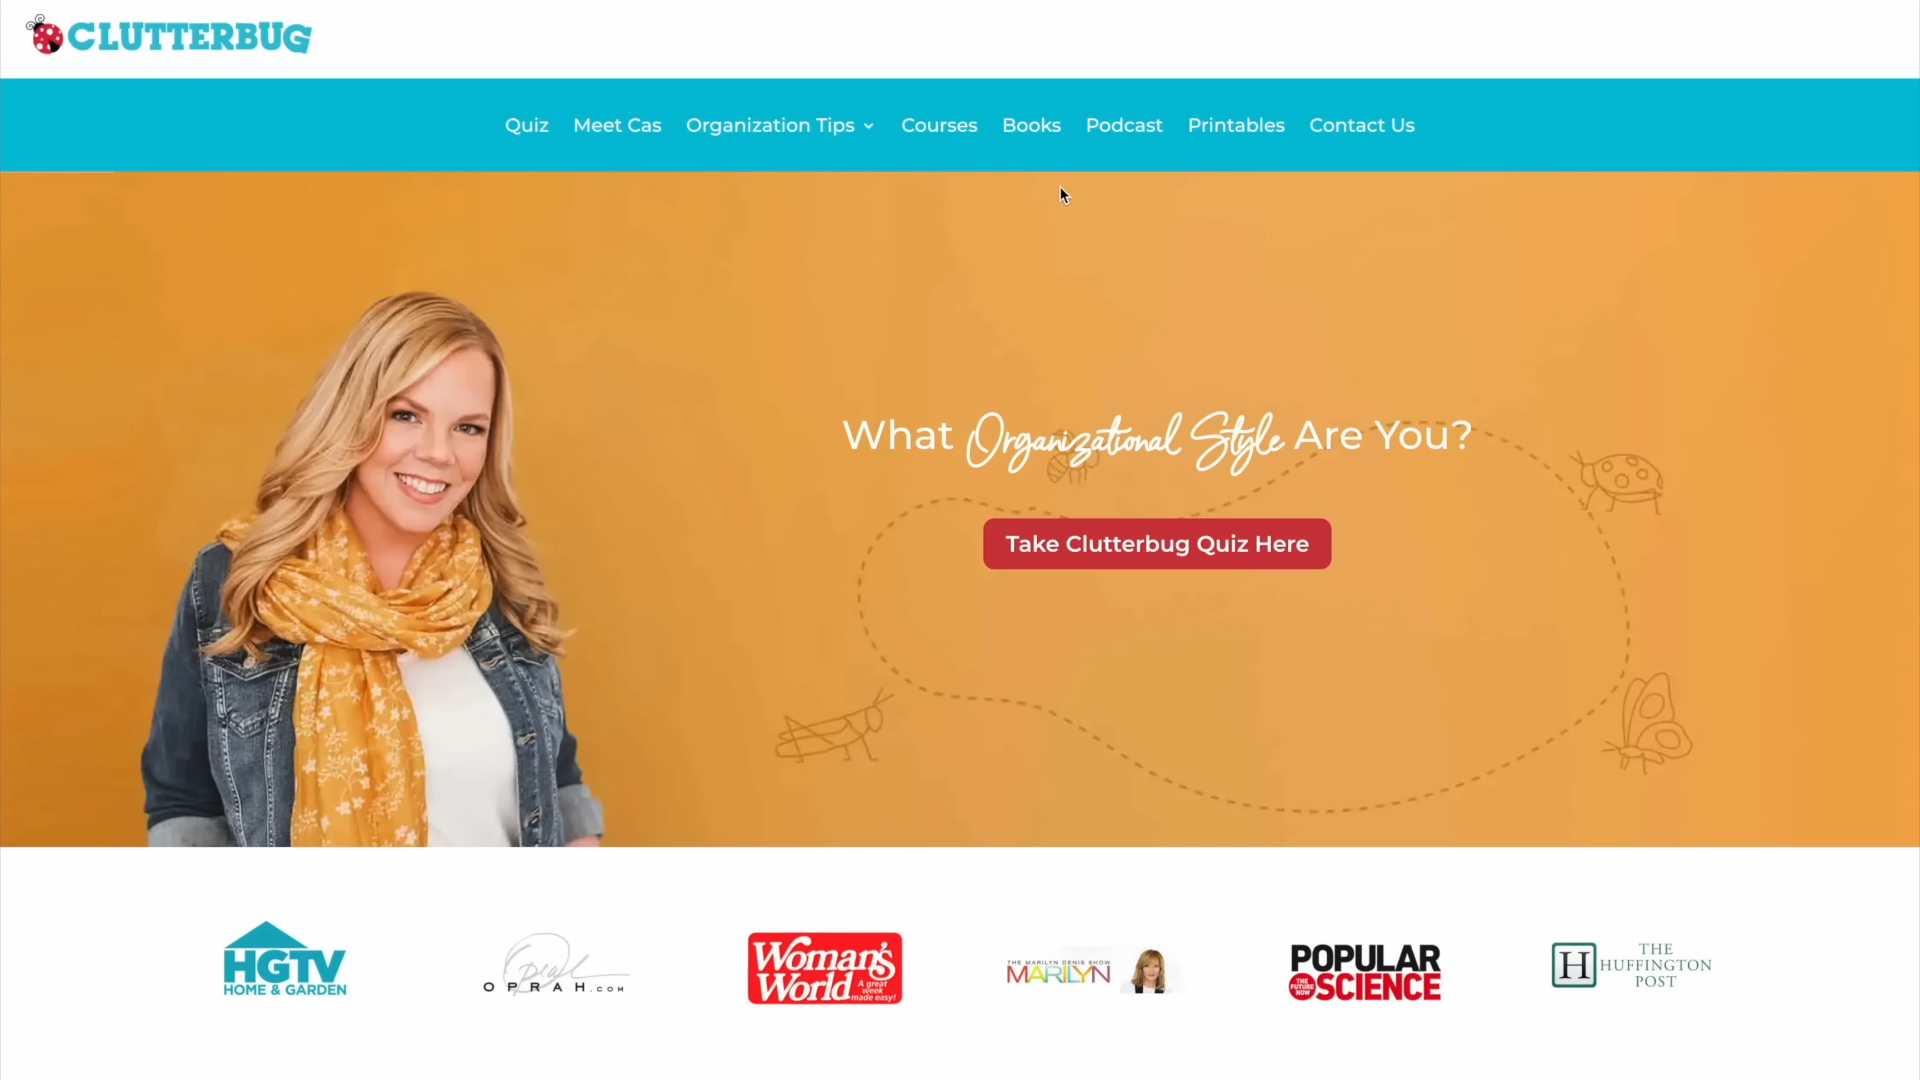 CLUTTERBUG
Quiz Meet Cas Organization Tips Courses Books Podcast Printables Contact Us
What Organizational Style Are You?
Take Clutterbug Quiz Here
HGTV
HOME & GARDEN
Oprah
OPRAH.COM
Woman's
World
A great
week
made easy!
THE MARILYN DENIS SHOW
MARILYN
POPULAR
THE
FUTURE
NOW
SCIENCE
H
THE
HUFFINGTON
POST